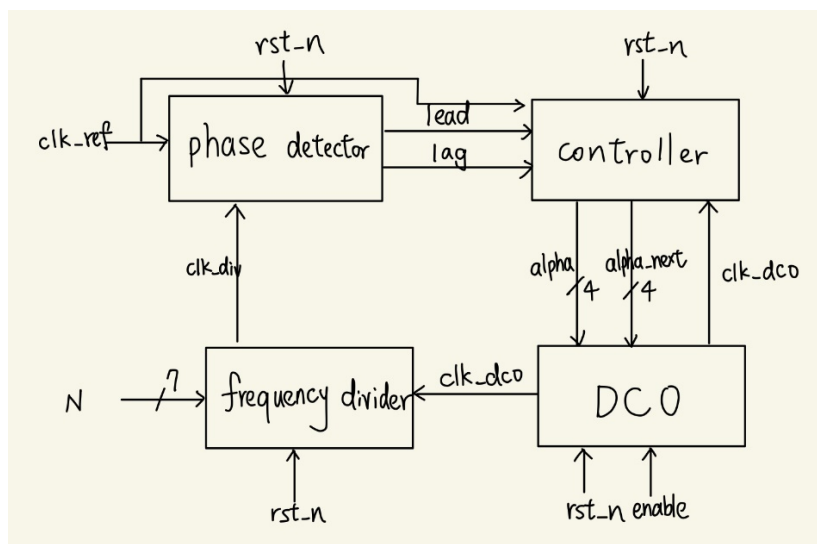 rst_n
rst_n
clk_ref
phase detector
lead
lag
controller
clk_div
alpha
4
alpha_next
4
clk_dco
N
7
frequency divider
clk_dco
DCO
rst_n
rst_n
enable